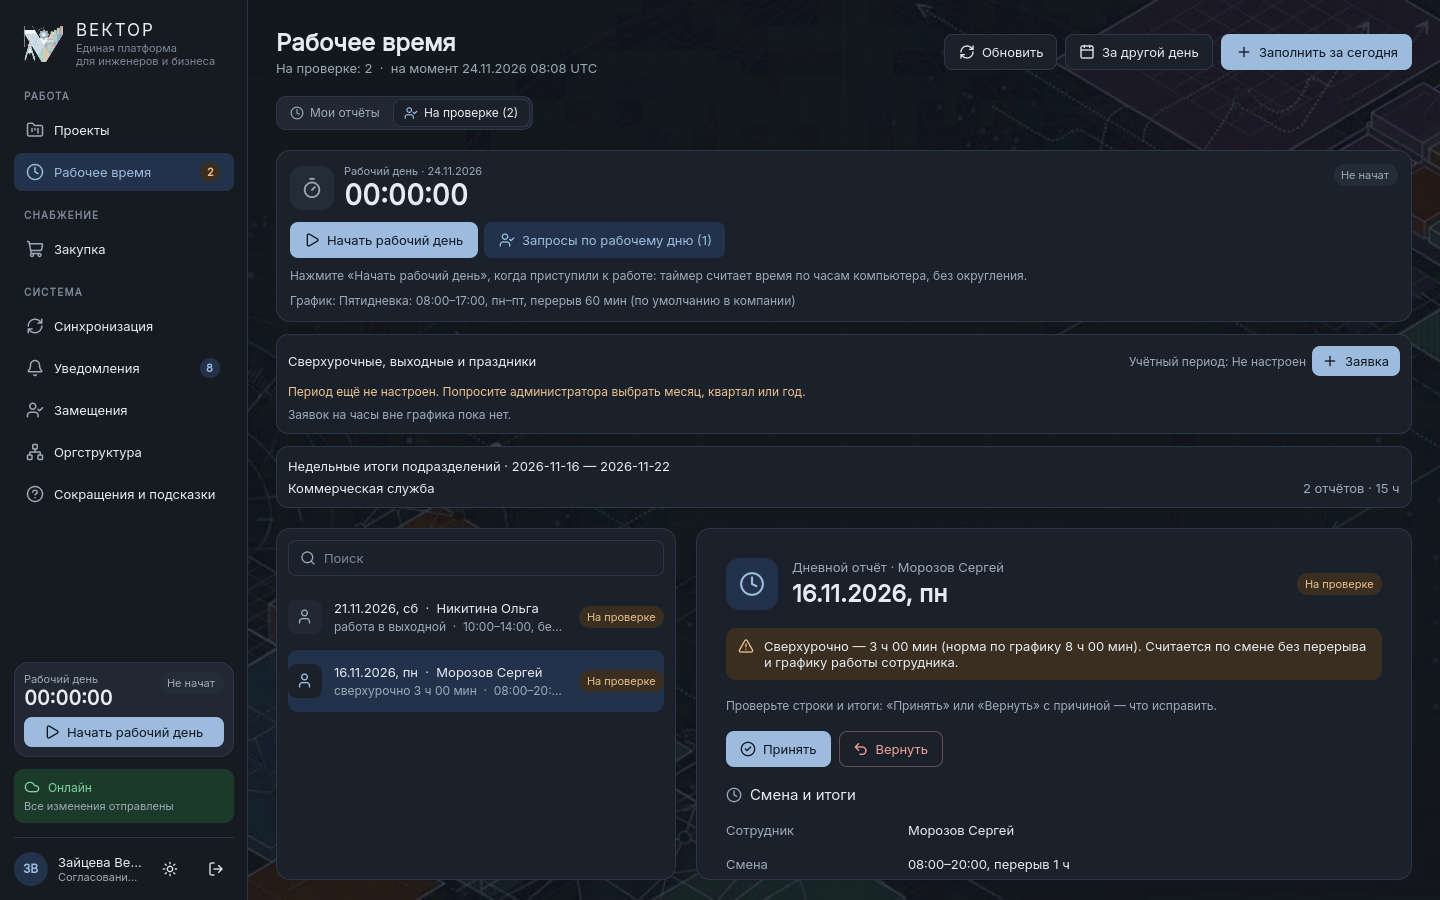 ВЕКТОР
Единая платформа
для инженеров и бизнеса
РАБОТА
Проекты
Рабочее время 2
СНАБЖЕНИЕ
Закупка
СИСТЕМА
Синхронизация
Уведомления 8
Замещения
Оргструктура
Сокращения и подсказки
Рабочий день
00:00:00
Не начат
Начать рабочий день
Онлайн
Все изменения отправлены
ЗВ
Зайцева Ве...
Согласовани...
Рабочее время
На проверке: 2 · на момент 24.11.2026 08:08 UTC
Обновить
За другой день
Заполнить за сегодня
Мои отчёты
На проверке (2)
Рабочий день · 24.11.2026
00:00:00
Не начат
Начать рабочий день
Запросы по рабочему дню (1)
Нажмите «Начать рабочий день», когда приступили к работе: таймер считает время по часам компьютера, без округления.
График: Пятидневка: 08:00–17:00, пн–пт, перерыв 60 мин (по умолчанию в компании)
Сверхурочные, выходные и праздники
Учётный период: Не настроен
Заявка
Период ещё не настроен. Попросите администратора выбрать месяц, квартал или год.
Заявок на часы вне графика пока нет.
Недельные итоги подразделений · 2026-11-16 — 2026-11-22
Коммерческая служба
2 отчётов · 15 ч
Поиск
21.11.2026, сб · Никитина Ольга
работа в выходной · 10:00–14:00, бе...
На проверке
16.11.2026, пн · Морозов Сергей
сверхурочно 3 ч 00 мин · 08:00–20:...
На проверке
Дневной отчёт · Морозов Сергей
16.11.2026, пн
На проверке
Сверхурочно — 3 ч 00 мин (норма по графику 8 ч 00 мин). Считается по смене без перерыва
и графику работы сотрудника.
Проверьте строки и итоги: «Принять» или «Вернуть» с причиной — что исправить.
Принять
Вернуть
Смена и итоги
Сотрудник
Морозов Сергей
Смена
08:00–20:00, перерыв 1 ч